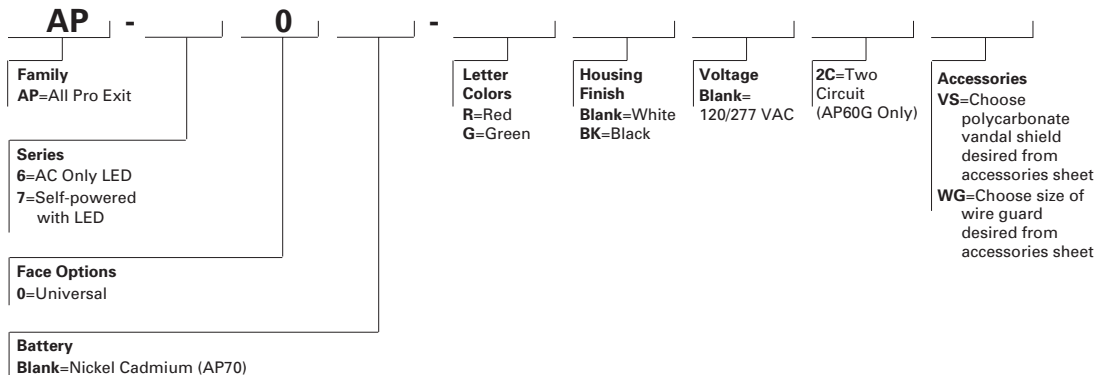 AP - 0 -
Family
AP=All Pro Exit
Series
6=AC Only LED
7=Self-powered
with LED
Face Options
0=Universal
Battery
Blank=Nickel Cadmium (AP70)
Letter
Colors
R=Red
G=Green
Housing
Finish
Blank=White
BK=Black
Voltage
Blank=
120/277 VAC
2C=Two
Circuit
(AP60G Only)
Accessories
VS=Choose
polycarbonate
vandal shield
desired from
accessories sheet
WG=Choose size of
wire guard
desired from
accessories sheet